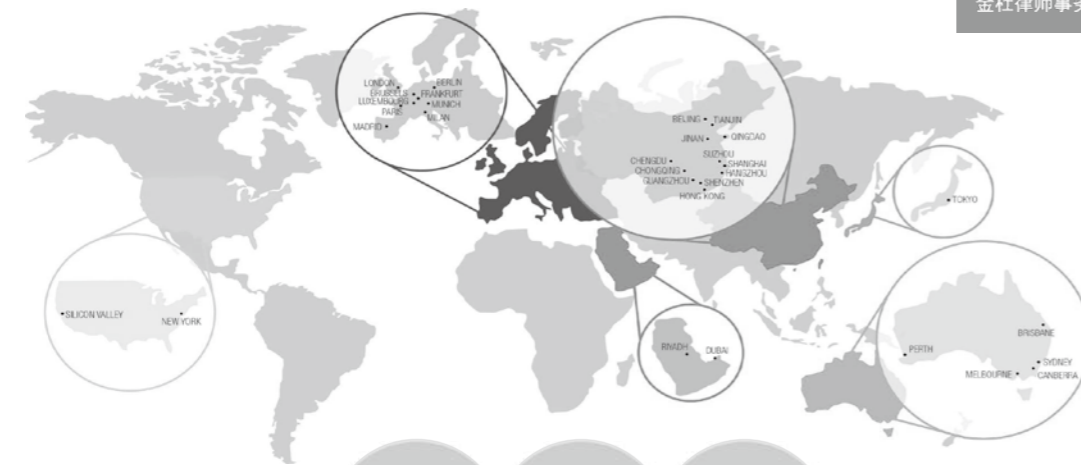 金杜律师事务
LONDON
BERLIN
BRUSSELS
FRANKFURT
LUXEMBOURG
MUNICH
PARIS
MILAN
MADRID
BEIJING
TIANJIN
JINAN
QINGDAO
SUZHOU
CHENGDU
SHANGHAI
CHONGQING
HANGZHOU
GUANGZHOU
SHENZHEN
HONG KONG
TOKYO
SILICON VALLEY
NEW YORK
RIYADH
DUBAI
BRISBANE
PERTH
SYDNEY
MELBOURNE
CANBERRA